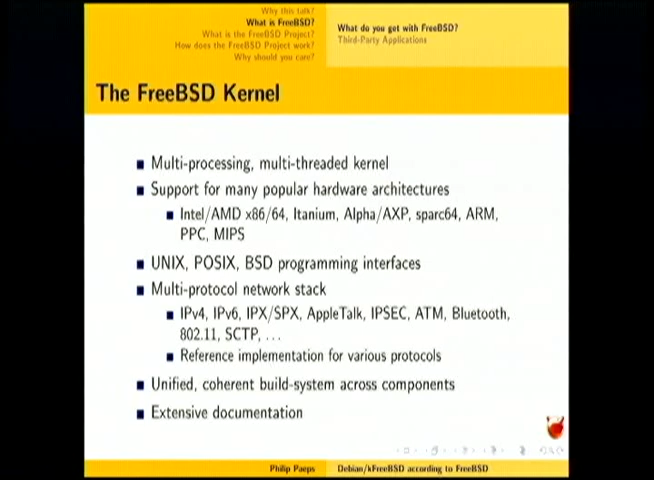 Why this talk?
What is FreeBSD?
What is the FreeBSD Project?
How does the FreeBSD Project work?
Why should you care?
What do you get with FreeBSD?
Third-Party Applications
The FreeBSD Kernel
Multi-processing, multi-threaded kernel
Support for many popular hardware architectures
Intel/AMD x86/64, Itanium, Alpha/AXP, sparc64, ARM,
PPC, MIPS
UNIX, POSIX, BSD programming interfaces
Multi-protocol network stack
IPv4, IPv6, IPX/SPX, AppleTalk, IPSEC, ATM, Bluetooth,
802.11, SCTP, ...
Reference implementation for various protocols
Unified, coherent build-system across components
Extensive documentation
Philip Paeps
Debian/kFreeBSD according to FreeBSD